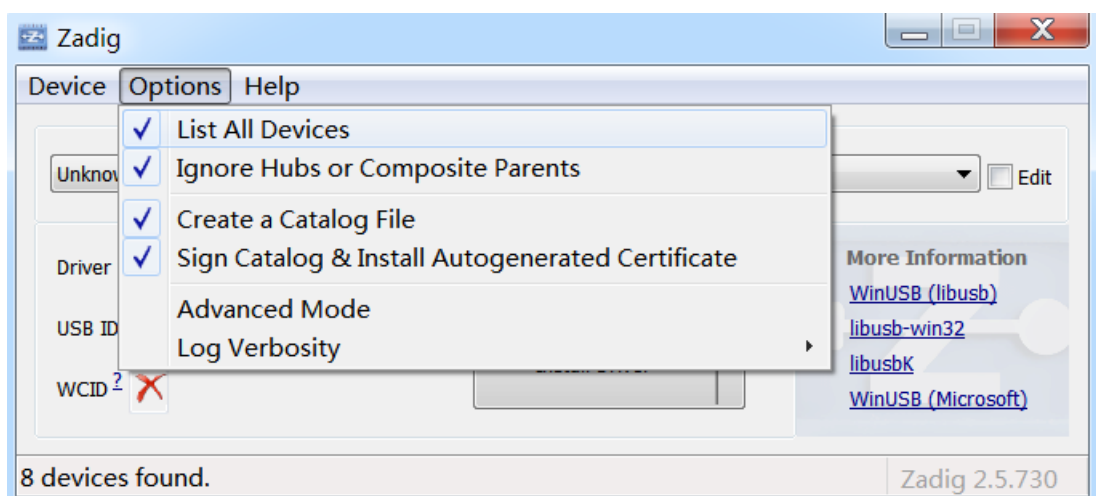 Zadig
Device Options Help
List All Devices
Ignore Hubs or Composite Parents
Edit
Create a Catalog File
Sign Catalog & Install Autogenerated Certificate
Driver
More Information
Advanced Mode
WinUSB (libusb)
USB ID
libusb-win32
Log Verbosity
libusbK
WCID ?
WinUSB (Microsoft)
8 devices found.
Zadig 2.5.730